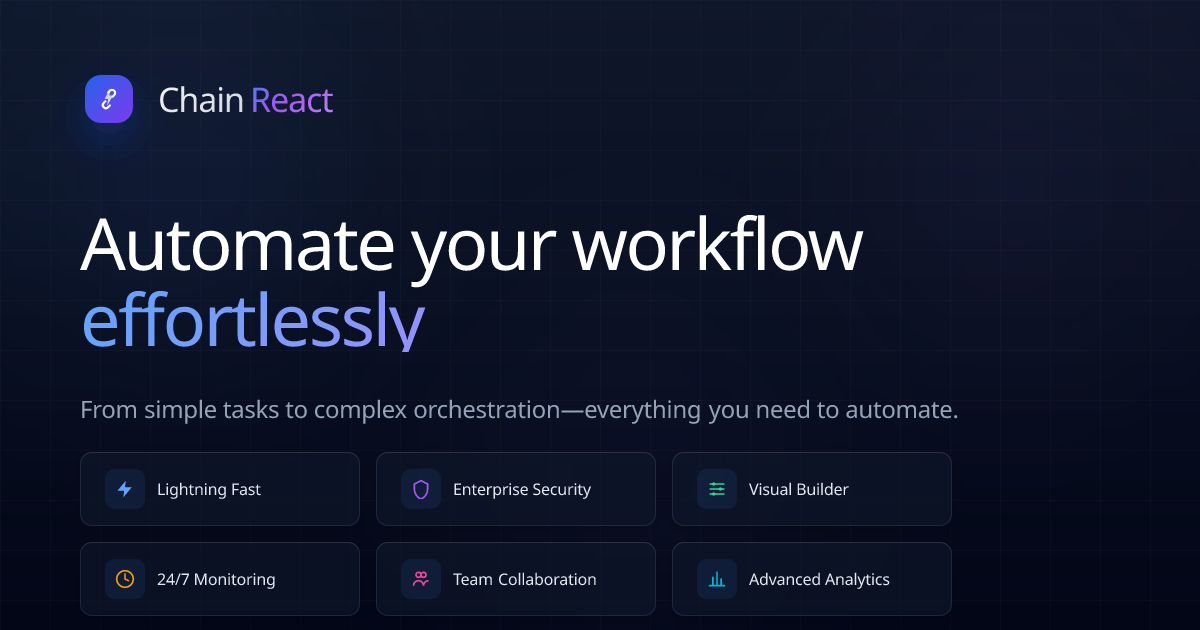 Chain React
Automate your workflow
effortlessly
From simple tasks to complex orchestration—everything you need to automate.
Lightning Fast
Enterprise Security
Visual Builder
24/7 Monitoring
Team Collaboration
Advanced Analytics